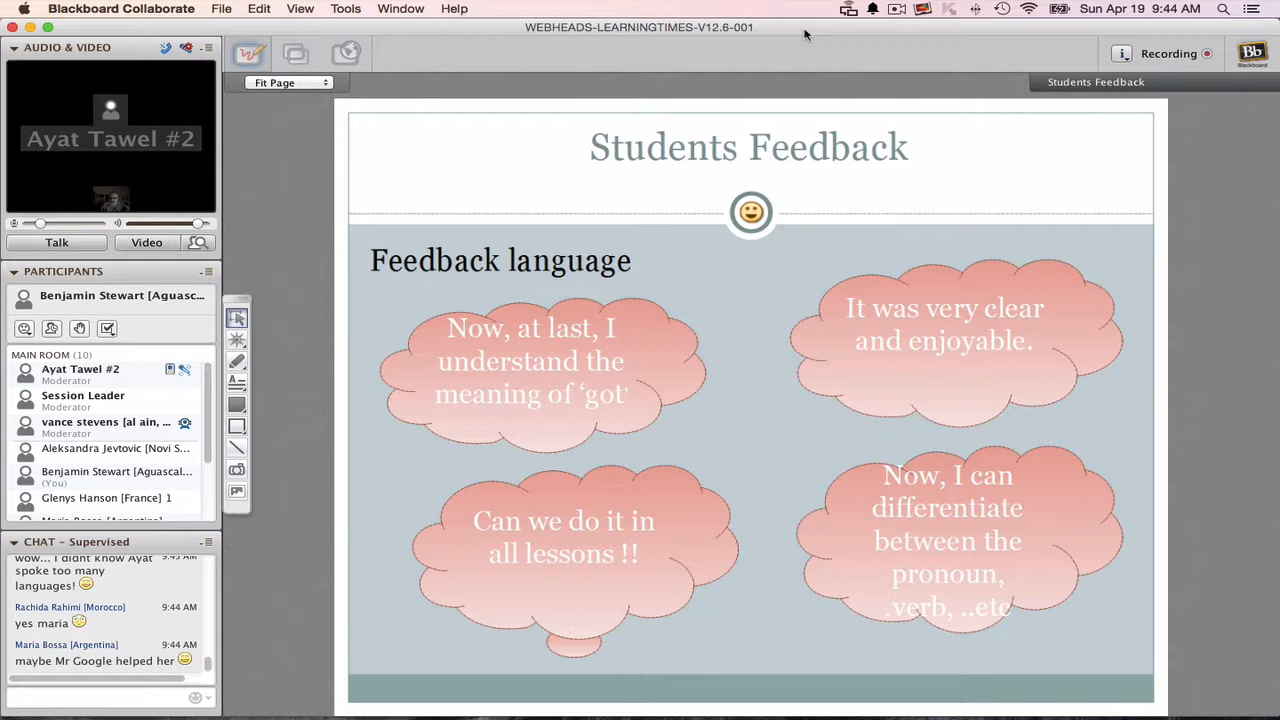 Blackboard Collaborate File Edit View Tools Window Help Sun Apr 19 9:44 AM
WEBHEADS-LEARNINGTIMES-V12.6-001
AUDIO & VIDEO
Ayat Tawel #2
Talk Video
PARTICIPANTS
Benjamin Stewart [Aguasc...
MAIN ROOM (10)
Ayat Tawel #2
Moderator
Session Leader
Moderator
vance stevens [al ain, ...
Moderator
Aleksandra Jevtovic [Novi S...
Benjamin Stewart [Aguascal...
(You)
Glenys Hanson [France] 1
Maria Bossa [Argentina]
CHAT - Supervised
wow... I didnt know Ayat
spoke too many
languages!
Rachida Rahimi [Morocco] 9:44 AM
yes maria
Maria Bossa [Argentina] 9:44 AM
maybe Mr Google helped her
Fit Page
Recording
Bb
Blackboard
Students Feedback
Students Feedback
Feedback language
Now, at last, I
understand the
meaning of ‘got’
It was very clear
and enjoyable.
Can we do it in
all lessons !!
Now, I can
differentiate
between the
pronoun,
.verb, ..etc